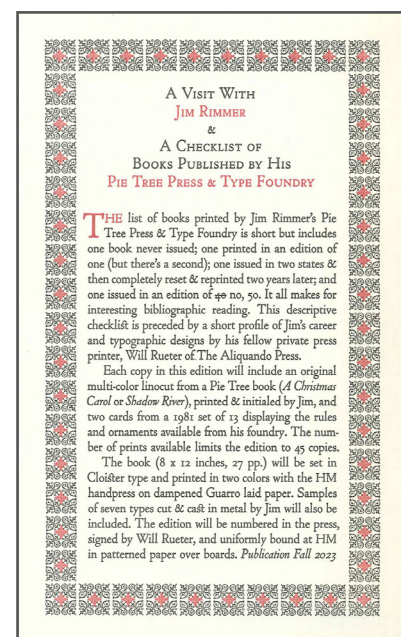 A Visit With
Jim Rimmer
&
A Checklist of
Books Published by His
Pie Tree Press & Type Foundry
THE list of books printed by Jim Rimmer's Pie
Tree Press & Type Foundry is short but includes
one book never issued; one printed in an edition of
one (but there's a second); one issued in two states &
then completely reset & reprinted two years later; and
one issued in an edition of 40 no, 50. It all makes for
interesting bibliographic reading. This descriptive
checklist is preceded by a short profile of Jim's career
and typographic designs by his fellow private press
printer, Will Rueter of The Aliquando Press.
Each copy in this edition will include an original
multi-color linocut from a Pie Tree book (A Christmas
Carol or Shadow River), printed & initialed by Jim, and
two cards from a 1981 set of 13 displaying the rules
and ornaments available from his foundry. The num-
ber of prints available limits the edition to 45 copies.
The book (8 x 12 inches, 27 pp.) will be set in
Cloister type and printed in two colors with the HM
handpress on dampened Guarro laid paper. Samples
of seven types cut & cast in metal by Jim will also be
included. The edition will be numbered in the press,
signed by Will Rueter, and uniformly bound at HM
in patterned paper over boards. Publication Fall 2023